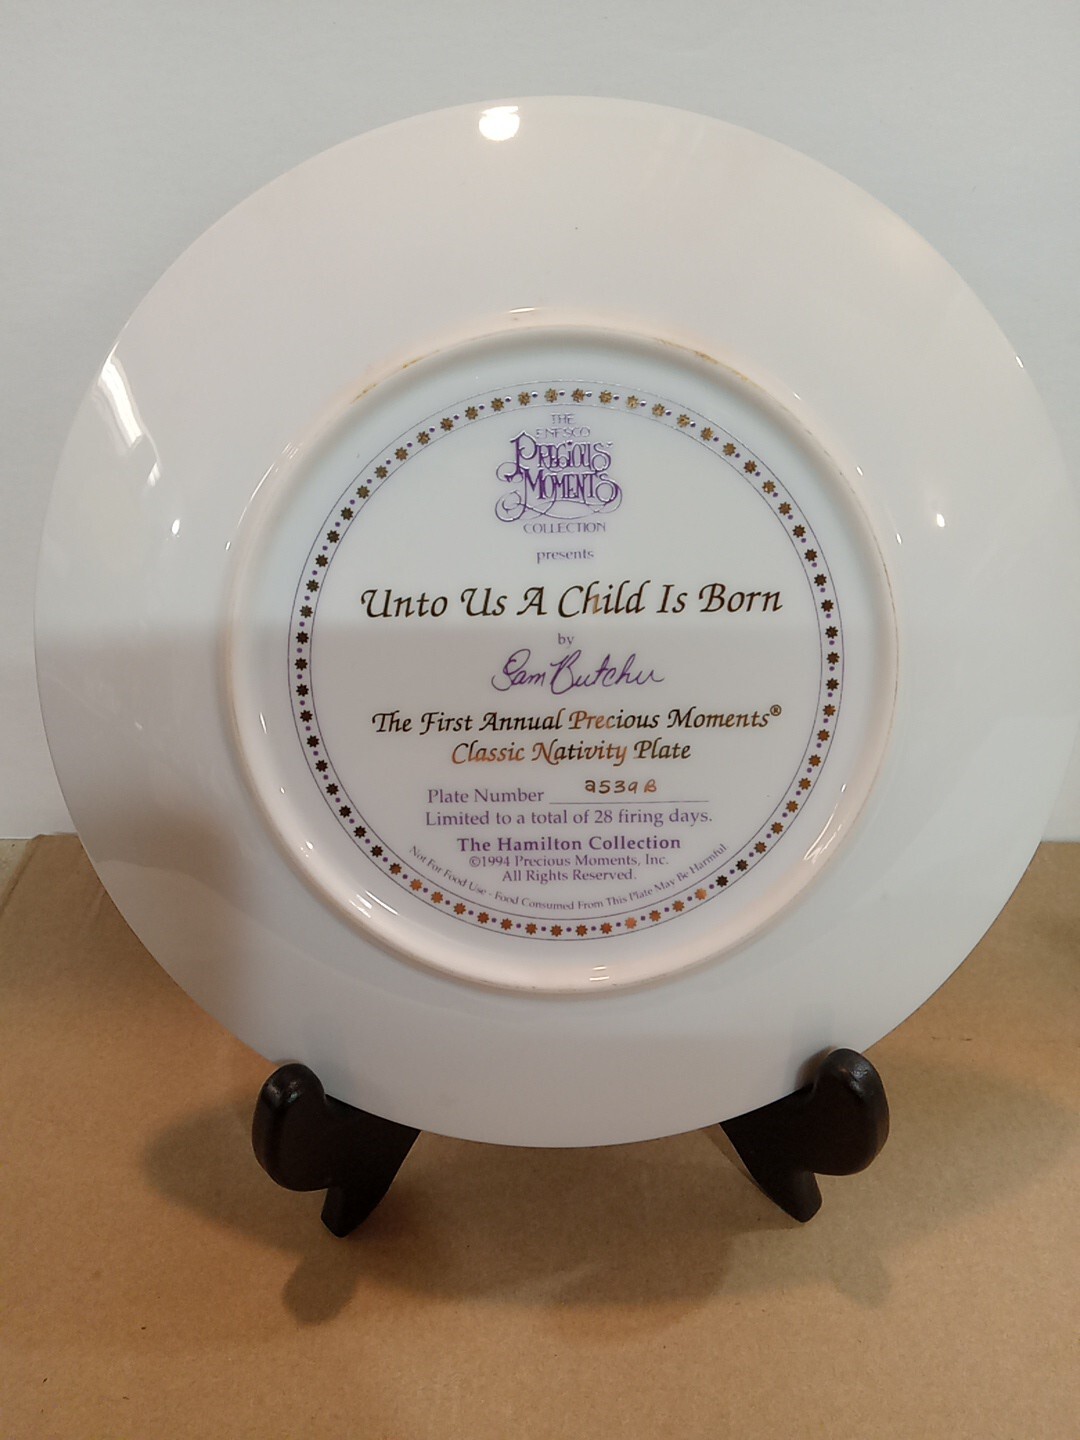 THE
ENESCO
PRECIOUS
MOMENTS
COLLECTION
presents
Unto Us A Child Is Born
by
Sam Butcher
The First Annual Precious Moments®
Classic Nativity Plate
Plate Number 2539B
Limited to a total of 28 firing days.
The Hamilton Collection
©1994 Precious Moments, Inc.
All Rights Reserved.
Not For Food Use - Food Consumed From This Plate May Be Harmful